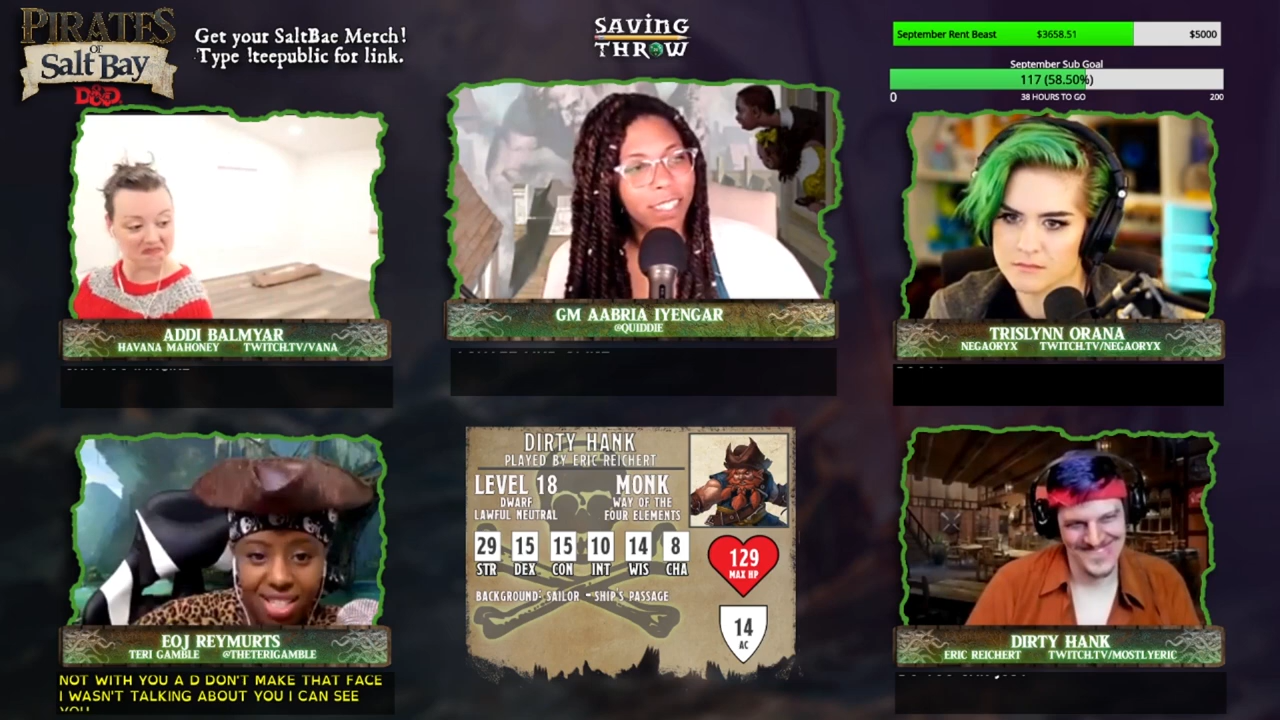 PIRATES
OF
Salt Bay
D&D
Get your SaltBae Merch!
Type !teepublic for link.
SAVING
THROW
September Rent Beast $3658.51 $5000
September Sub Goal
117 (58.50%)
0 38 HOURS TO GO 200
ADDI BALMYAR
HAVANA MAHONEY TWITCH.TV/VANA
GM AABRIA IYENGAR
@QUIDDIE
TRISLYNN ORANA
NEGAORYX TWITCH.TV/NEGAORYX
DIRTY HANK
PLAYED BY ERIC REICHERT
LEVEL 18 MONK
DWARF WAY OF THE
LAWFUL NEUTRAL FOUR ELEMENTS
29 15 15 10 14 8
STR DEX CON INT WIS CHA
129
MAX HP
BACKGROUND: SAILOR - SHIP'S PASSAGE
14
AC
EOJ REYMURTS
TERI GAMBLE @THETERIGAMBLE
DIRTY HANK
ERIC REICHERT TWITCH.TV/MOSTLYERIC
NOT WITH YOU A D DON'T MAKE THAT FACE
I WASN'T TALKING ABOUT YOU I CAN SEE